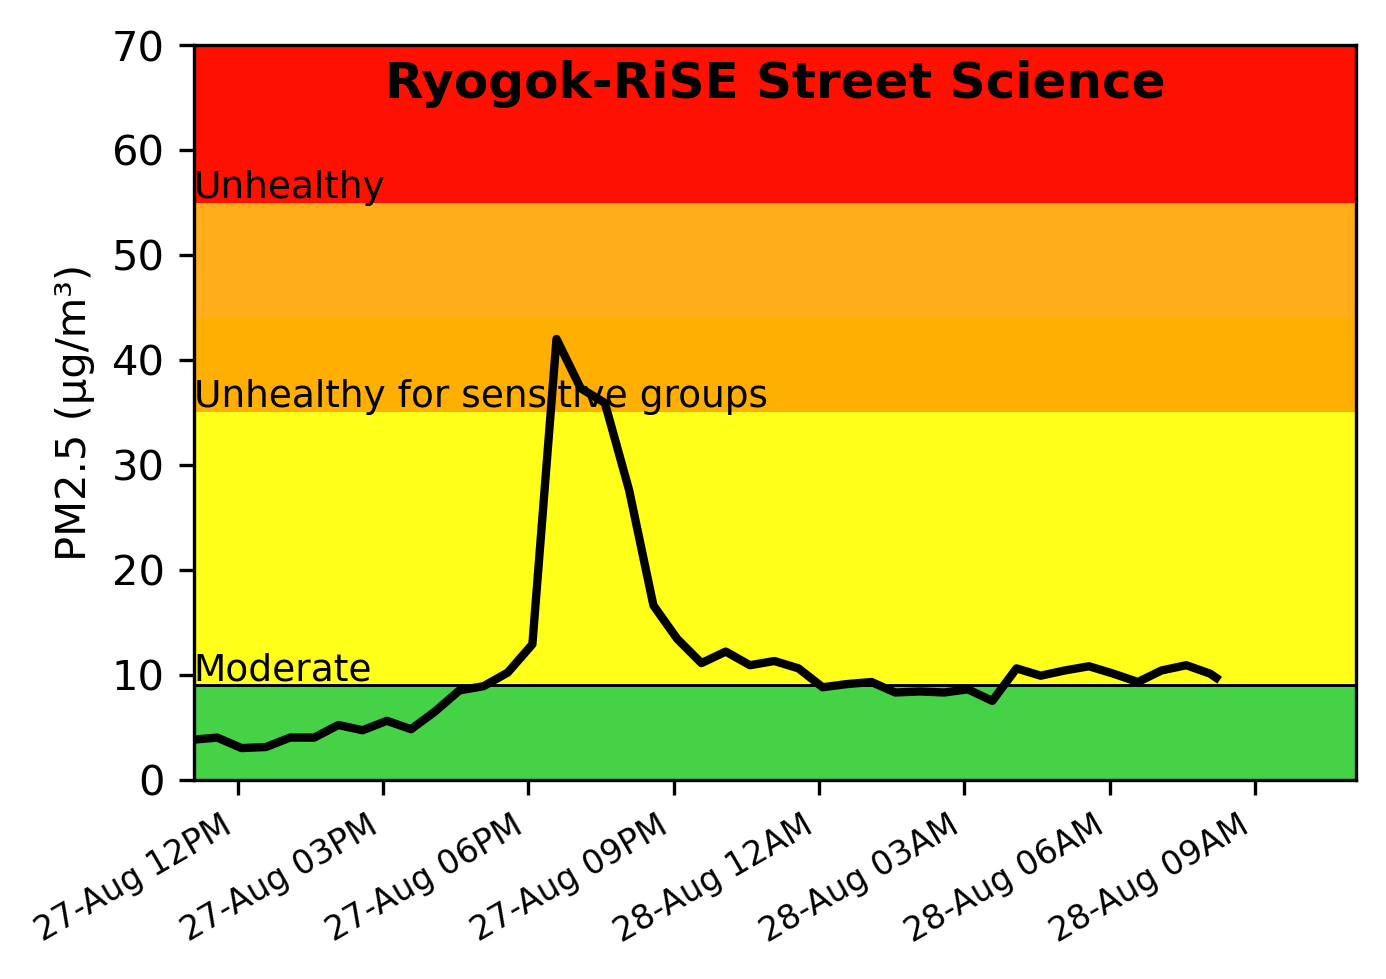 Ryogok-RiSE Street Science
70
60
Unhealthy
50
40
Unhealthy for sensitive groups
30
20
10
Moderate
0
PM2.5 (μg/m³)
27-Aug 12PM
27-Aug 03PM
27-Aug 06PM
27-Aug 09PM
28-Aug 12AM
28-Aug 03AM
28-Aug 06AM
28-Aug 09AM